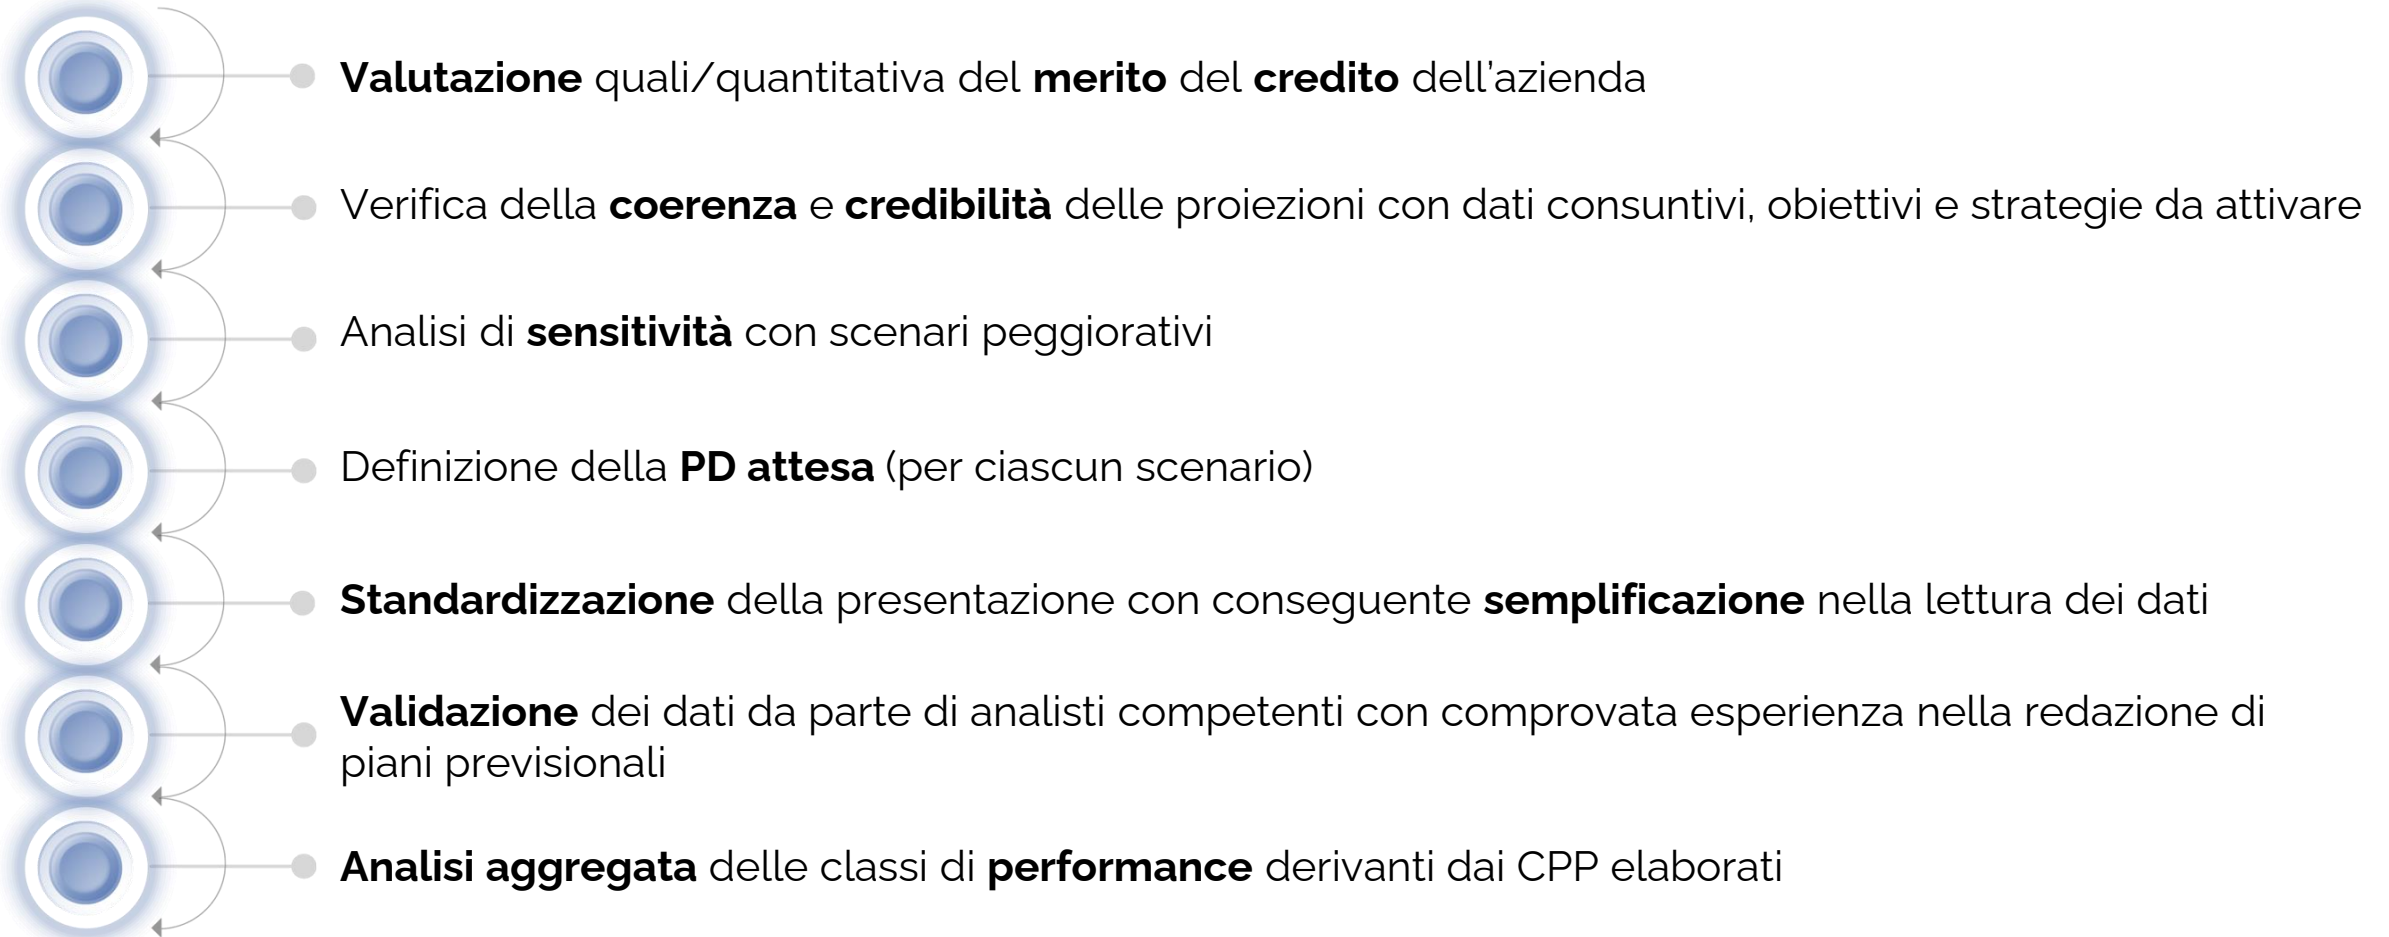 Valutazione quali/quantitativa del merito del credito dell’azienda
Verifica della coerenza e credibilità delle proiezioni con dati consuntivi, obiettivi e strategie da attivare
Analisi di sensitività con scenari peggiorativi
Definizione della PD attesa (per ciascun scenario)
Standardizzazione della presentazione con conseguente semplificazione nella lettura dei dati
Validazione dei dati da parte di analisti competenti con comprovata esperienza nella redazione di
piani previsionali
Analisi aggregata delle classi di performance derivanti dai CPP elaborati